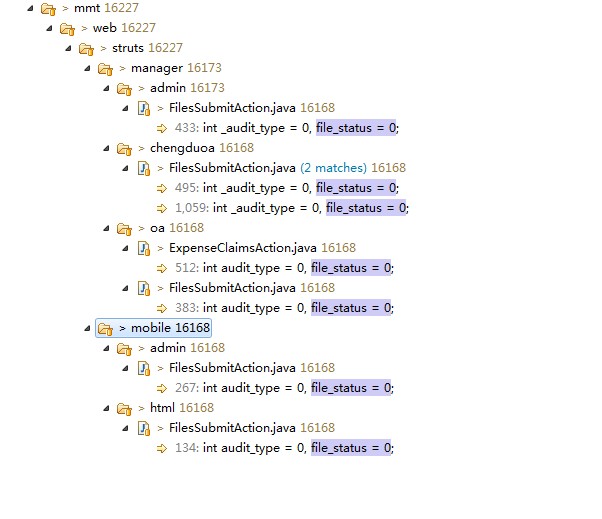 > mmt 16227
> web 16227
> struts 16227
> manager 16173
> admin 16173
> FilesSubmitAction.java 16168
433: int _audit_type = 0, file_status = 0;
> chengduoa 16168
> FilesSubmitAction.java (2 matches) 16168
495: int _audit_type = 0, file_status = 0;
1,059: int _audit_type = 0, file_status = 0;
> oa 16168
> ExpenseClaimsAction.java 16168
512: int audit_type = 0, file_status = 0;
> FilesSubmitAction.java 16168
383: int audit_type = 0, file_status = 0;
> mobile 16168
> admin 16168
> FilesSubmitAction.java 16168
267: int audit_type = 0, file_status = 0;
> html 16168
> FilesSubmitAction.java 16168
134: int audit_type = 0, file_status = 0;